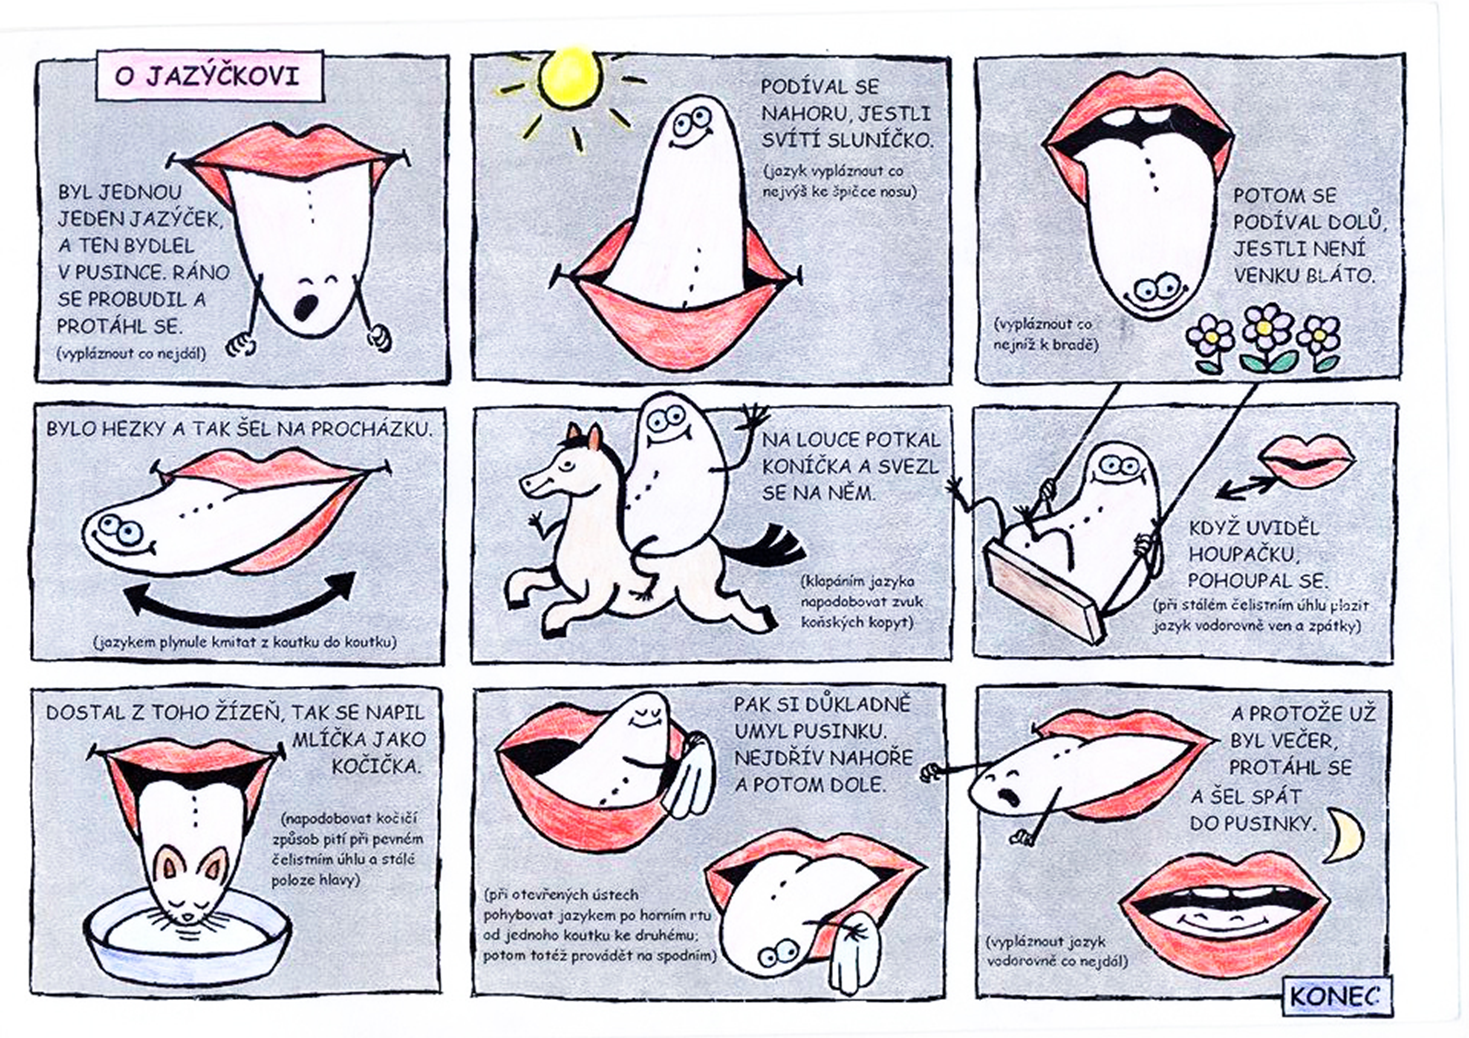 O JAZÝČKOVI
BYL JEDNOU
JEDEN JAZÝČEK,
A TEN BYDLEL
V PUSINCE. RÁNO
SE PROBUDIL A
PROTÁHL SE.
(vypláznout co nejdál)
PODÍVAL SE
NAHORU, JESTLI
SVÍTÍ SLUNÍČKO.
(jazyk vypláznout co
nejvýš ke špičce nosu)
POTOM SE
PODÍVAL DOLŮ,
JESTLI NENÍ
VENKU BLÁTO.
(vypláznout co
nejníž k bradě)
BYLO HEZKY A TAK ŠEL NA PROCHÁZKU.
(jazykem plynule kmitat z koutku do koutku)
NA LOUCE POTKAL
KONÍČKA A SVEZL
SE NA NĚM.
(klapáním jazyka
napodobovat zvuk
koňských kopyt)
KDYŽ UVIDĚL
HOUPAČKU,
POHOUPAL SE.
(při stálém čelistním úhlu plazit
jazyk vodorovně ven a zpátky)
DOSTAL Z TOHO ŽÍZEŇ, TAK SE NAPIL
MLÍČKA JAKO
KOČIČKA.
(napodobovat kočičí
způsob pití při pevném
čelistním úhlu a stálé
poloze hlavy)
PAK SI DŮKLADNĚ
UMYL PUSINKU.
NEJDŘÍV NAHOŘE
A POTOM DOLE.
(při otevřených ústech
pohybovat jazykem po horním rtu
od jednoho koutku ke druhému;
potom totéž provádět na spodním)
A PROTOŽE UŽ
BYL VEČER,
PROTÁHL SE
A ŠEL SPÁT
DO PUSINKY.
(vypláznout jazyk
vodorovně co nejdál)
KONEC